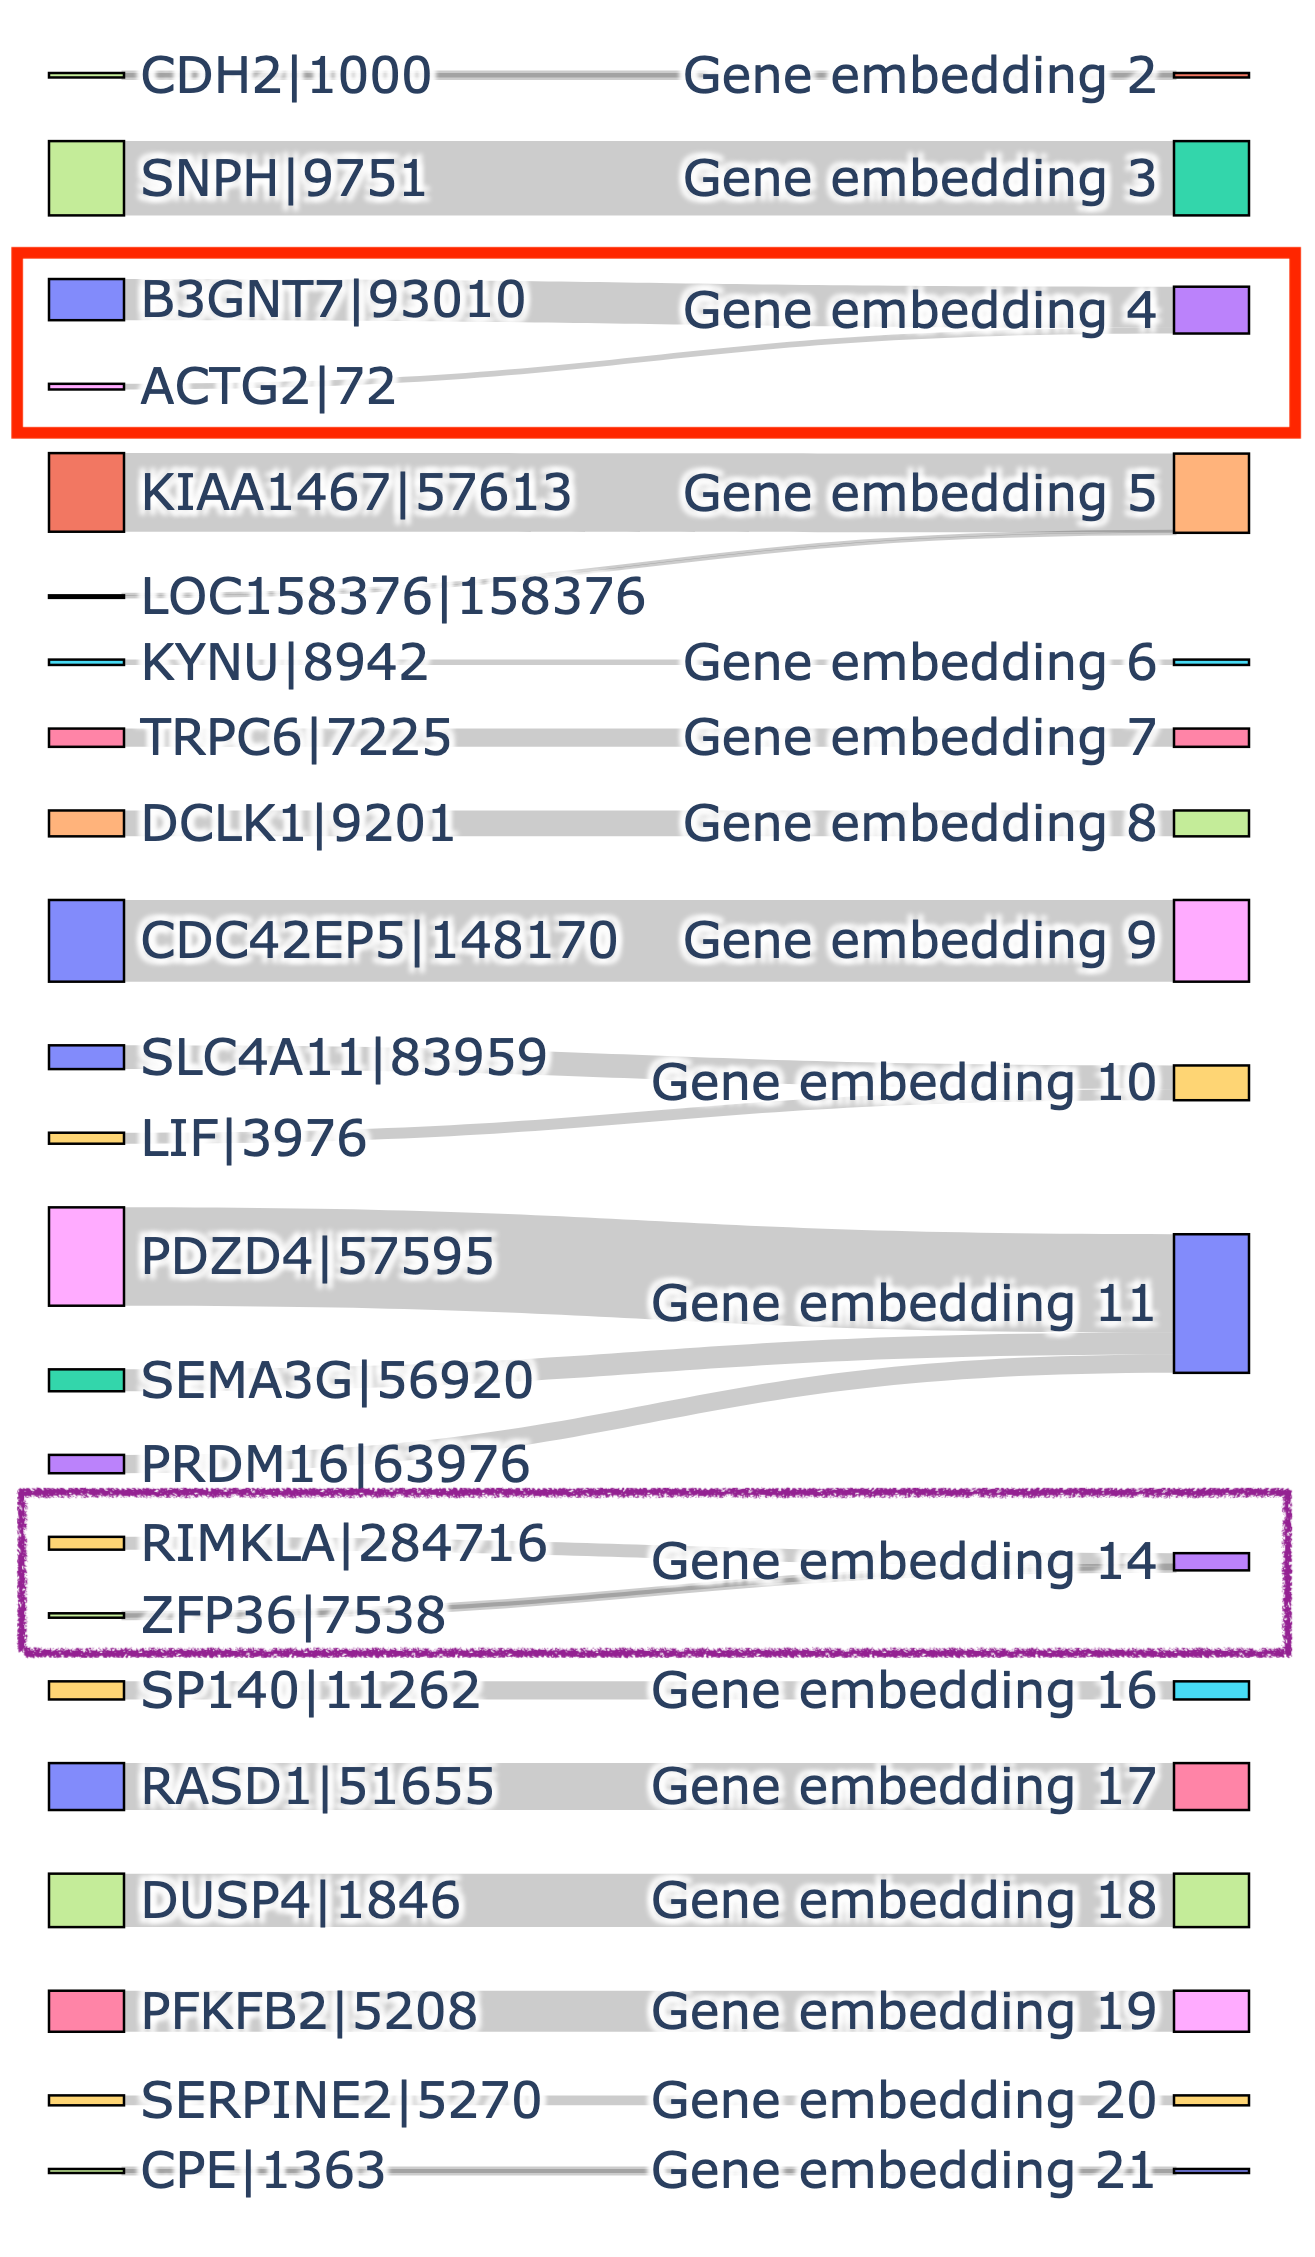 CDH2|1000 Gene embedding 2
SNPH|9751 Gene embedding 3
B3GNT7|93010 Gene embedding 4
ACTG2|72
KIAA1467|57613 Gene embedding 5
LOC158376|158376
KYNU|8942 Gene embedding 6
TRPC6|7225 Gene embedding 7
DCLK1|9201 Gene embedding 8
CDC42EP5|148170 Gene embedding 9
SLC4A11|83959 Gene embedding 10
LIF|3976
PDZD4|57595 Gene embedding 11
SEMA3G|56920
PRDM16|63976
RIMKLA|284716 Gene embedding 14
ZFP36|7538
SP140|11262 Gene embedding 16
RASD1|51655 Gene embedding 17
DUSP4|1846 Gene embedding 18
PFKFB2|5208 Gene embedding 19
SERPINE2|5270 Gene embedding 20
CPE|1363 Gene embedding 21